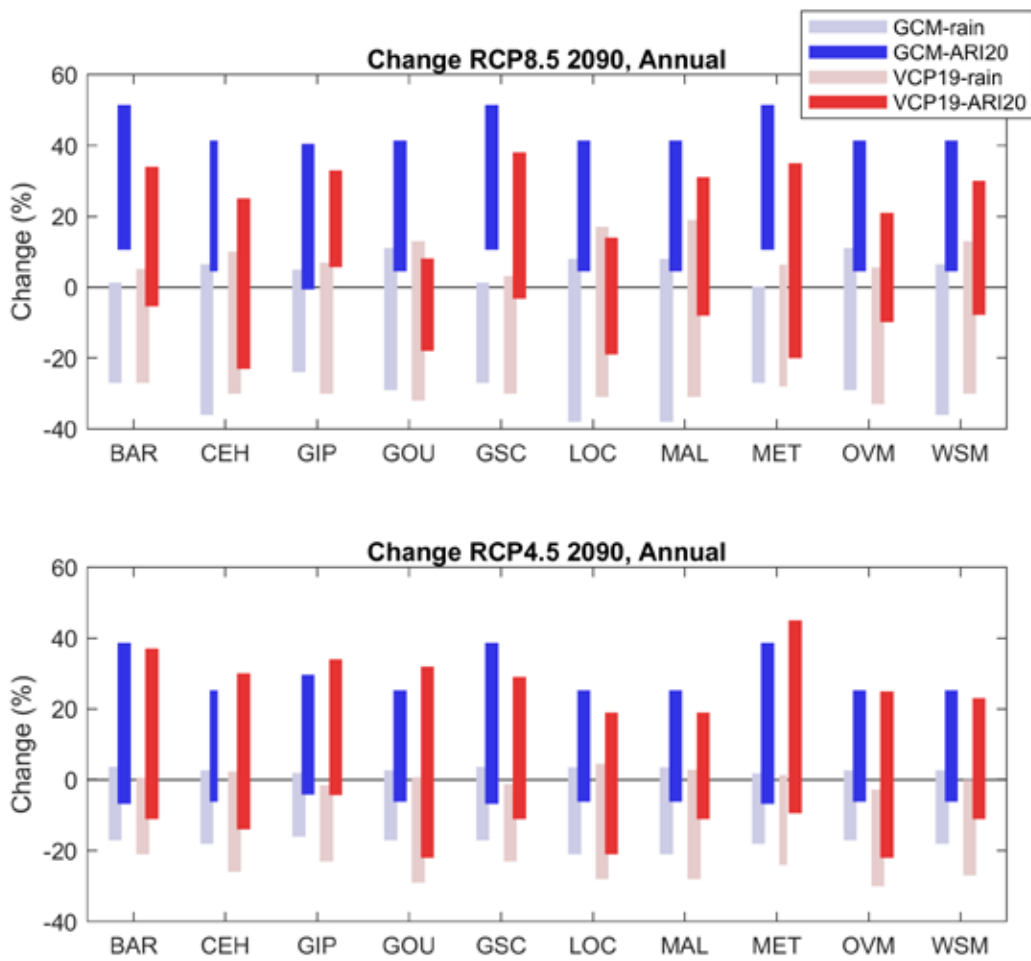 GCM-rain
GCM-ARI20
VCP19-rain
VCP19-ARI20
Change RCP8.5 2090, Annual
60
40
20
0
-20
-40
Change (%)
BAR CEH GIP GOU GSC LOC MAL MET OVM WSM
Change RCP4.5 2090, Annual
60
40
20
0
-20
-40
Change (%)
BAR CEH GIP GOU GSC LOC MAL MET OVM WSM